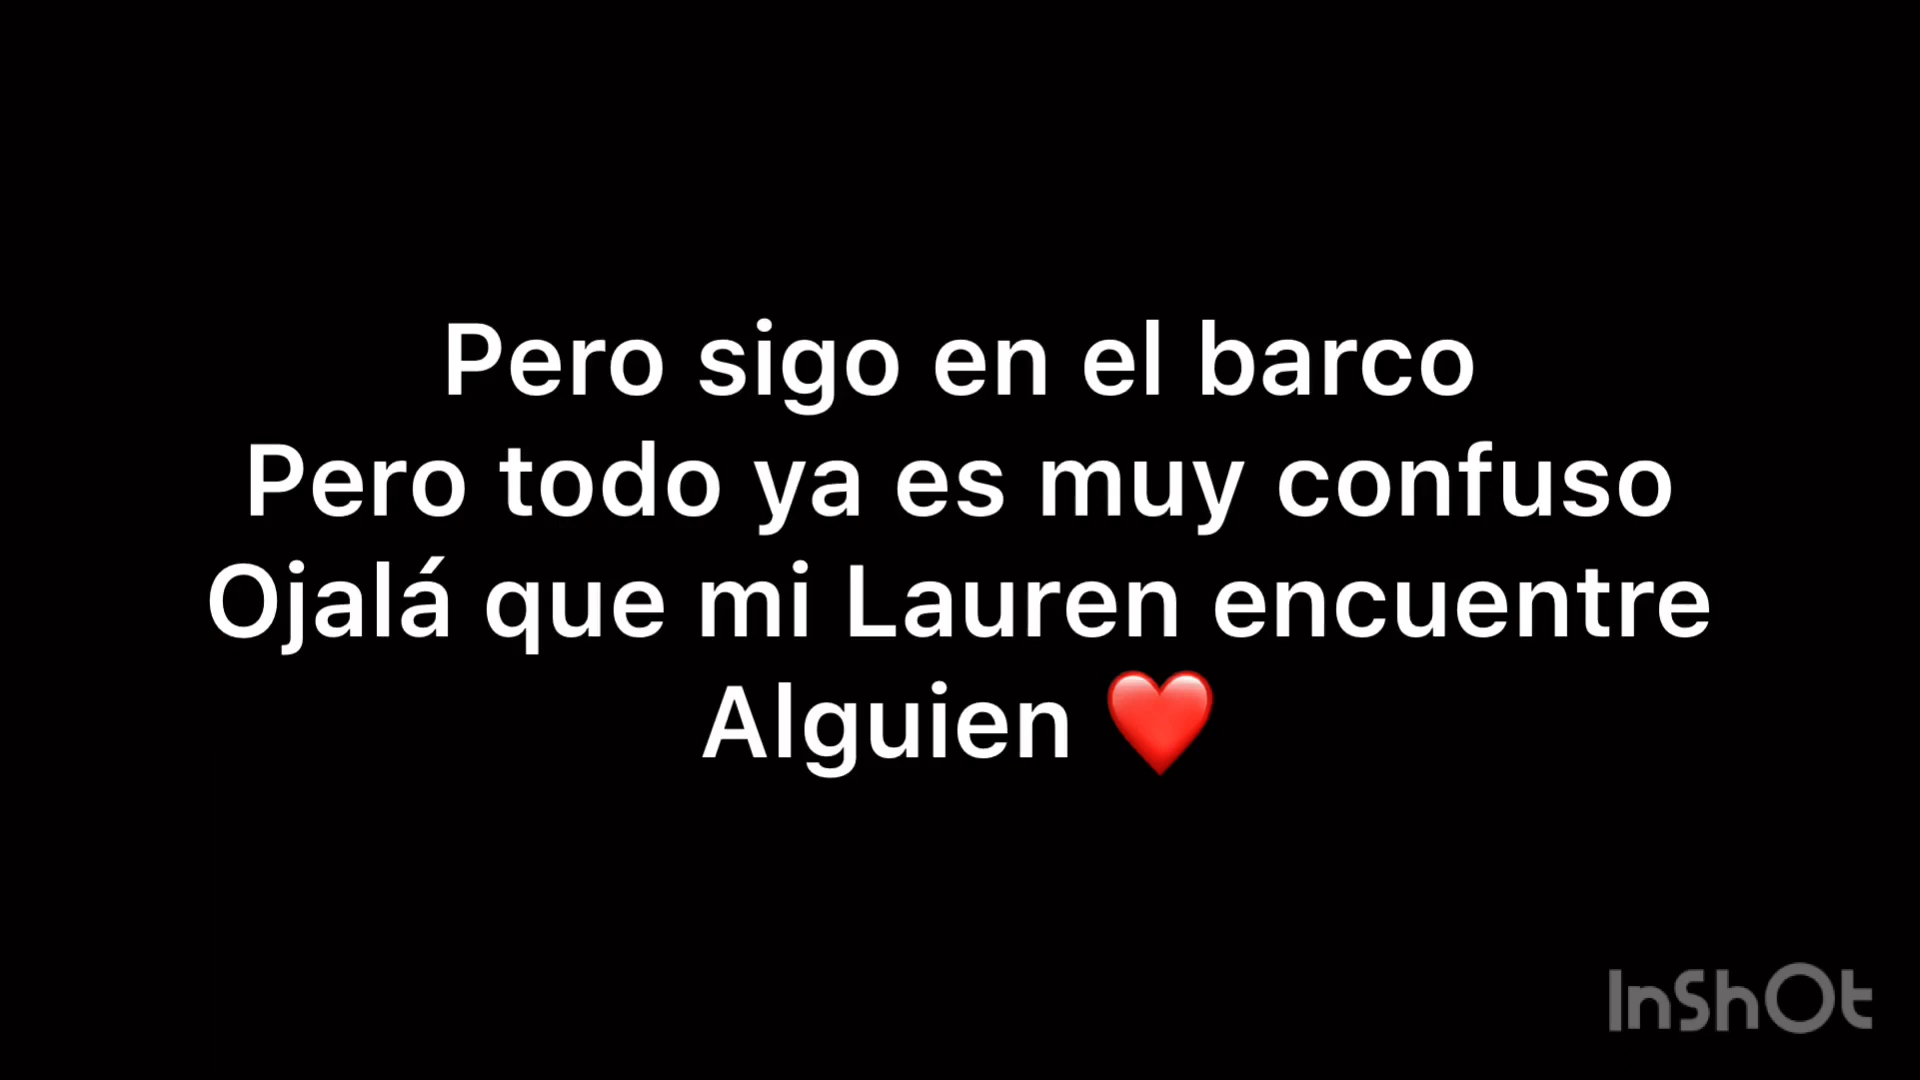 Pero sigo en el barco
Pero todo ya es muy confuso
Ojalá que mi Lauren encuentre
Alguien ❤️
InShOt